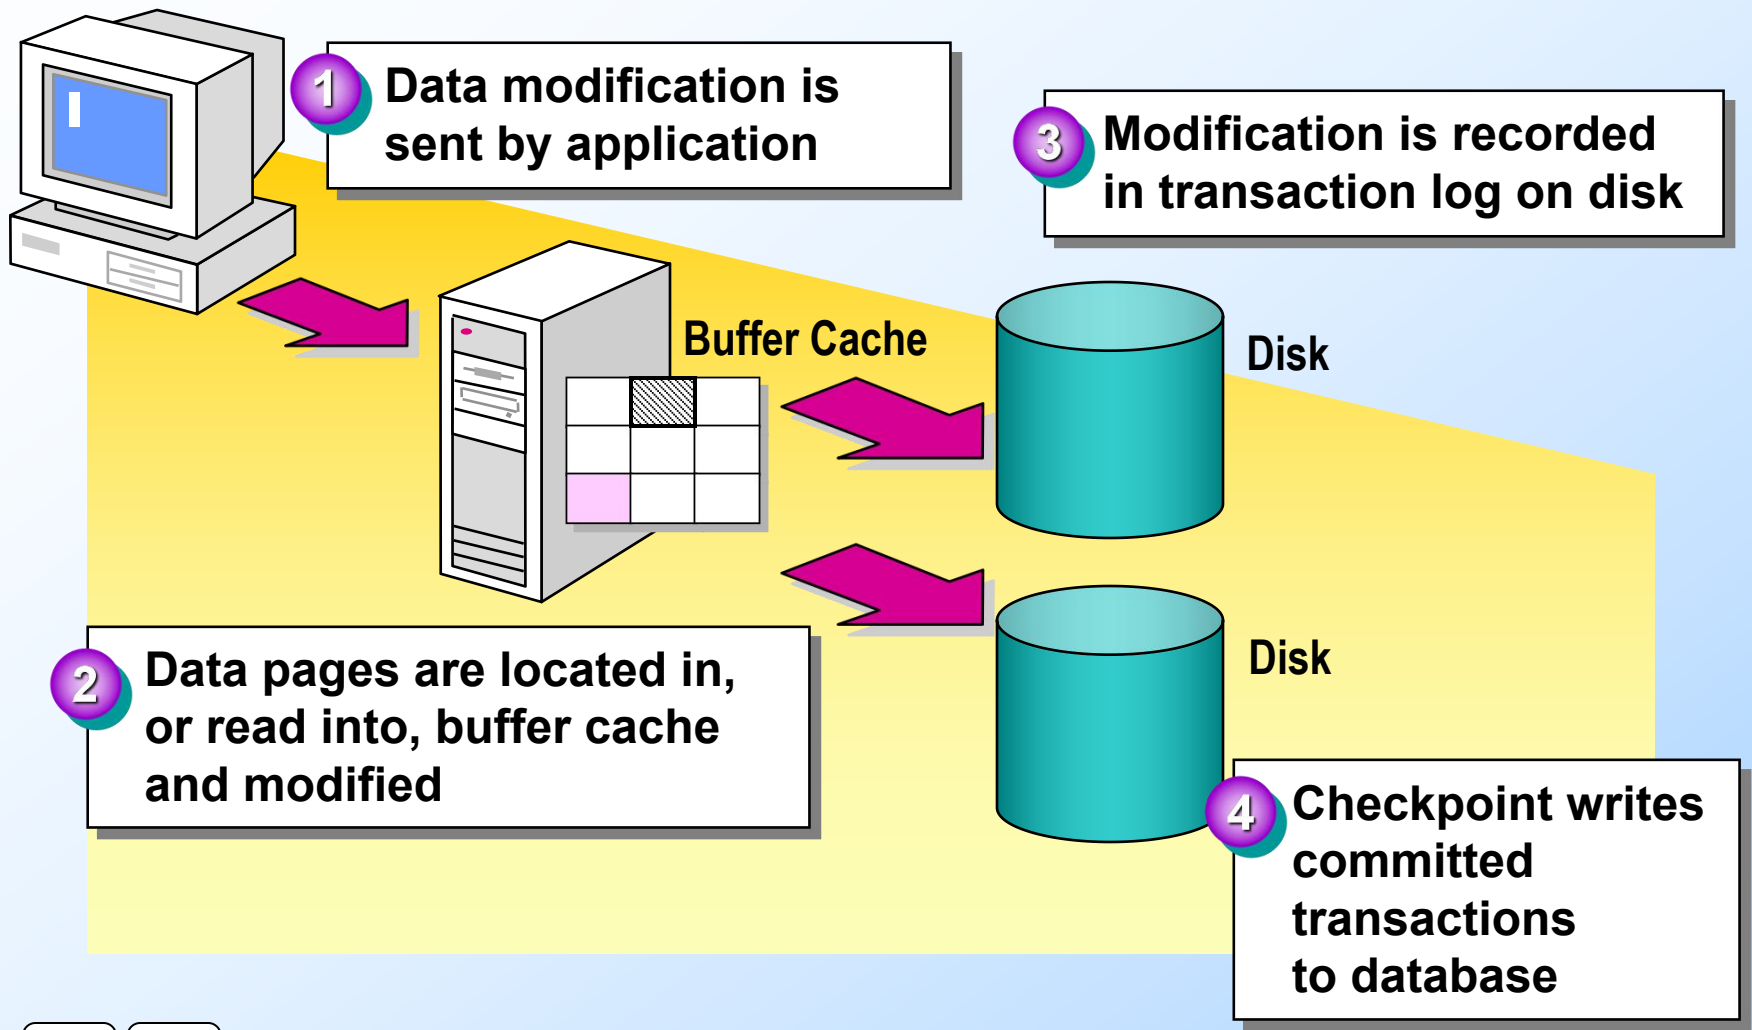 1
Data modification is
sent by application
3
Modification is recorded
in transaction log on disk
Buffer Cache
Disk
2
Data pages are located in,
or read into, buffer cache
and modified
Disk
4
Checkpoint writes
committed
transactions
to database